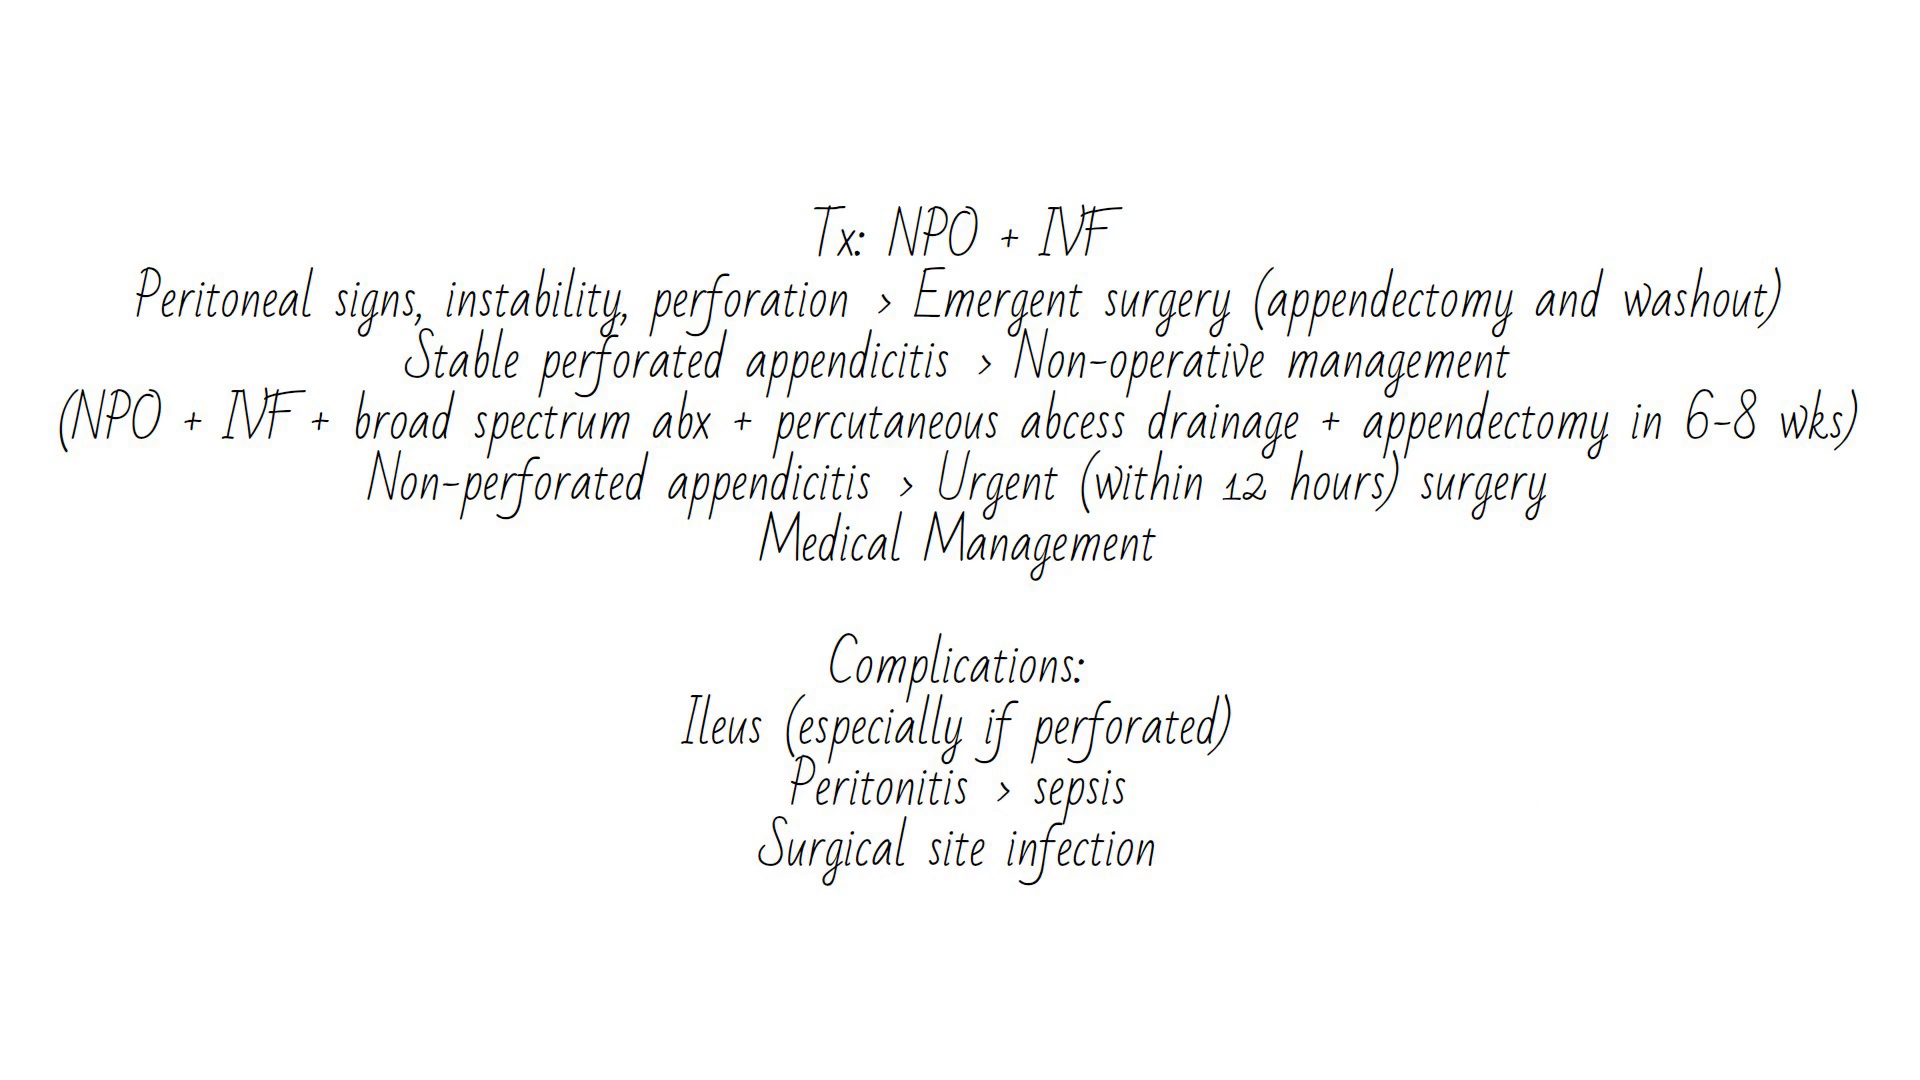 Tx: NPO + IVF
Peritoneal signs, instability, perforation > Emergent surgery (appendectomy and washout)
Stable perforated appendicitis > Non-operative management
(NPO + IVF + broad spectrum abx + percutaneous abcess drainage + appendectomy in 6-8 wks)
Non-perforated appendicitis > Urgent (within 12 hours) surgery
Medical Management
Complications:
Ileus (especially if perforated)
Peritonitis > sepsis
Surgical site infection